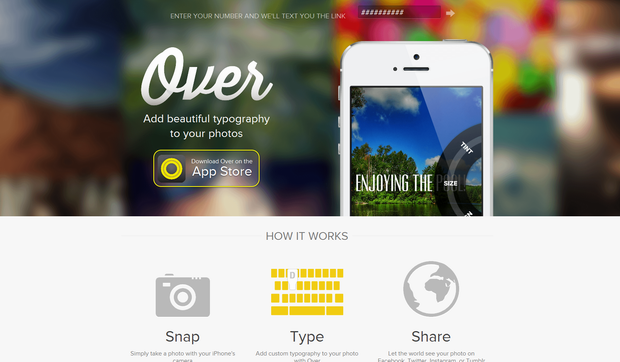 ENTER YOUR NUMBER AND WE'LL TEXT YOU THE LINK
##########
Over
Add beautiful typography
to your photos
Download Over on the
App Store
TINT
ENJOYING THE
SIZE
HOW IT WORKS
Snap
Type
Share
Simply take a photo with your iPhone's
camera
Add custom typography to your photo
with Over
Let the world see your photo on
Facebook, Twitter, Instagram, or Tumblr